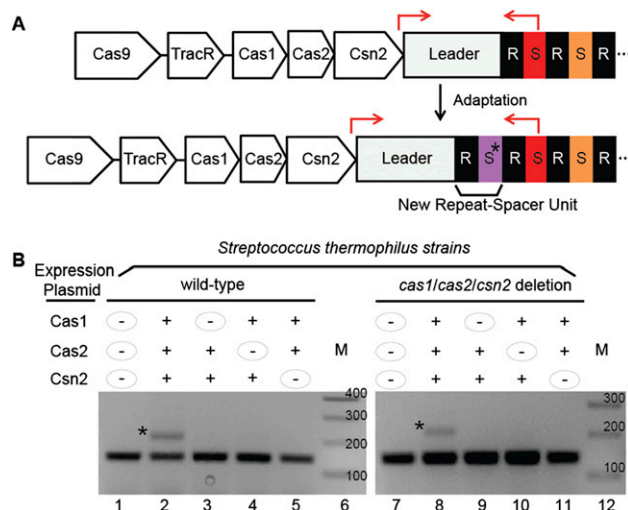 A
Cas9 TracR Cas1 Cas2 Csn2 Leader R S R S R ...
Adaptation
Cas9 TracR Cas1 Cas2 Csn2 Leader R S* R S R S R ...
New Repeat-Spacer Unit
B Streptococcus thermophilus strains
Expression
Plasmid wild-type cas1/cas2/csn2 deletion
Cas1 - + - + + - + - + +
Cas2 - + + - + M - + + - + M
Csn2 - + + + - - + + + -
400
300
*
200
100
300
*
200
100
1 2 3 4 5 6 7 8 9 10 11 12